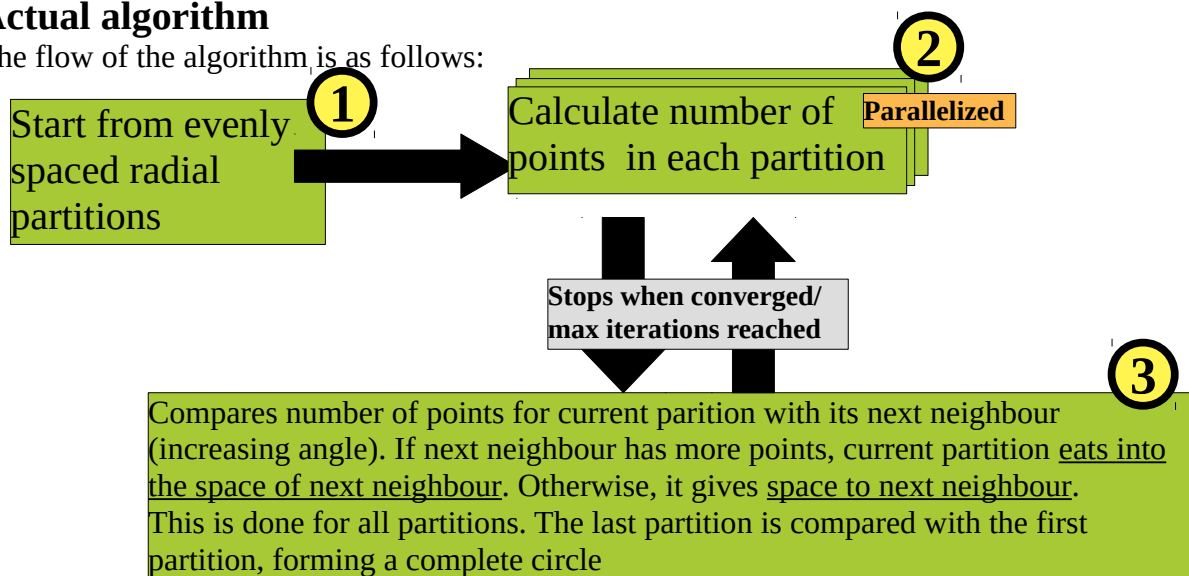 Actual algorithm
he flow of the algorithm is as follows:
1
Start from evenly
spaced radial
partitions
2
Calculate number of
points in each partition
Parallelized
Stops when converged/
max iterations reached
3
Compares number of points for current parition with its next neighbour
(increasing angle). If next neighbour has more points, current partition eats into
the space of next neighbour. Otherwise, it gives space to next neighbour.
This is done for all partitions. The last partition is compared with the first
partition, forming a complete circle